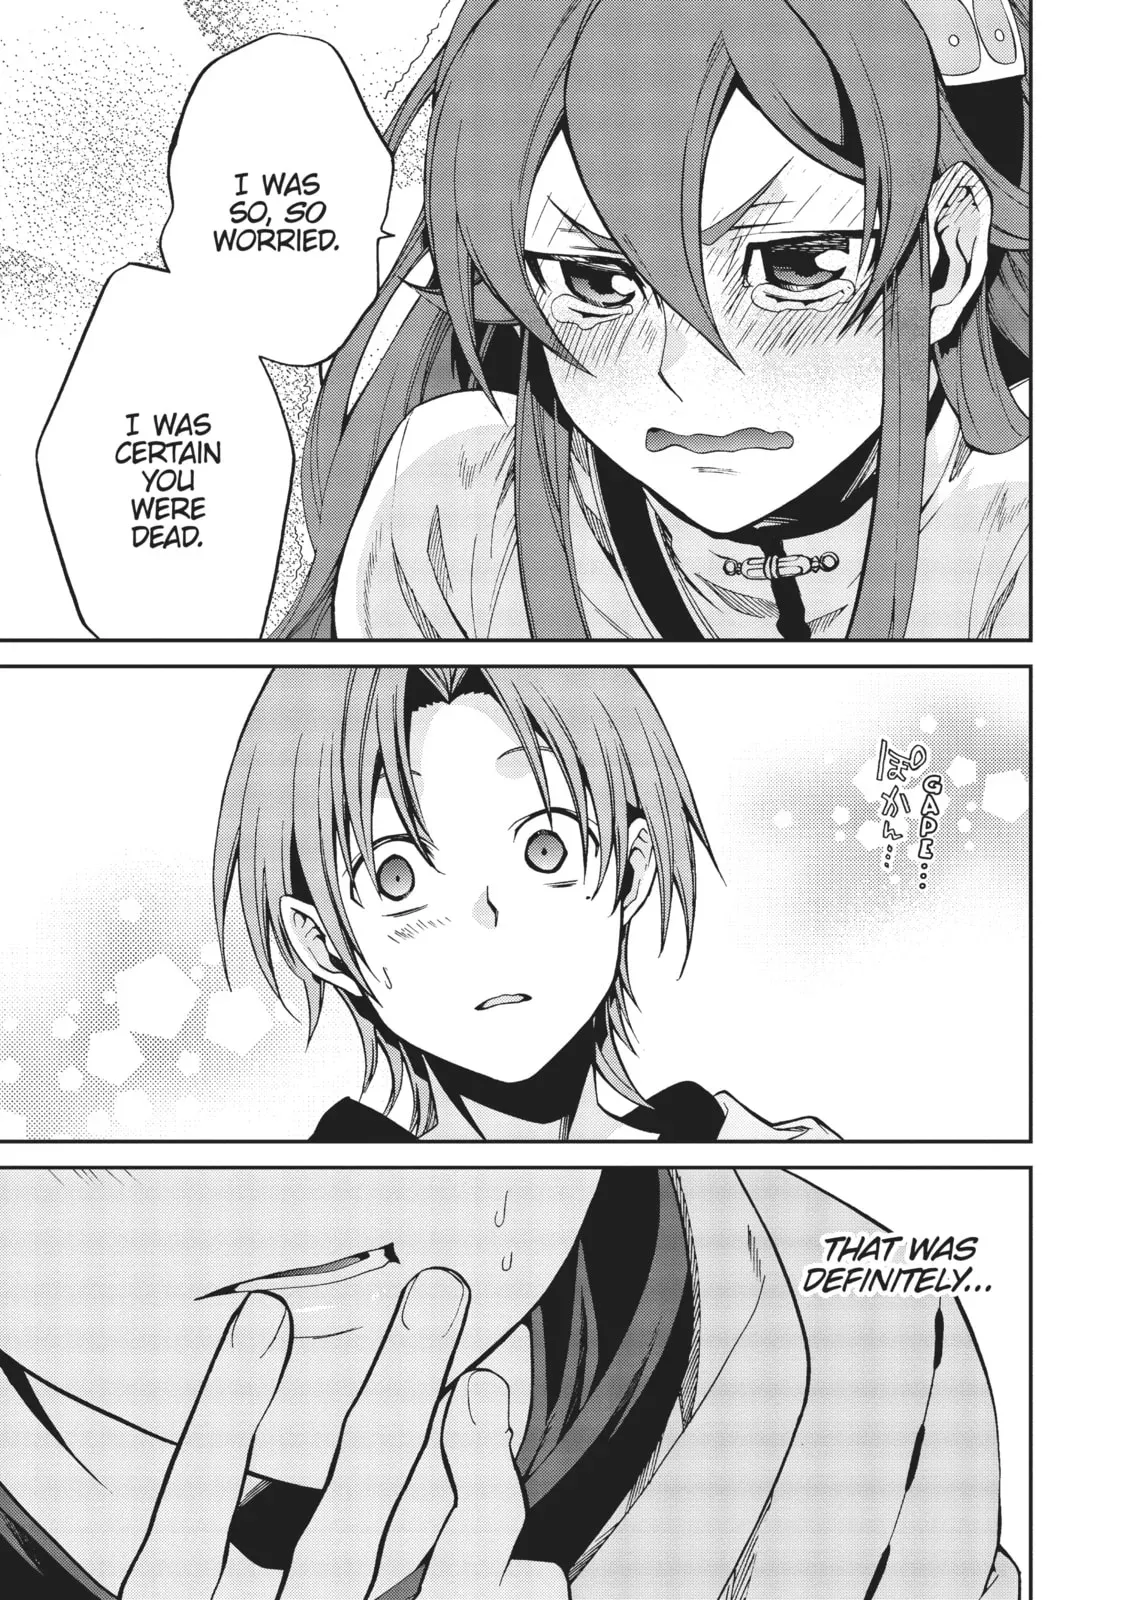 I WAS
SO, SO
WORRIED.
I WAS
CERTAIN
YOU
WERE
DEAD.
GAPE...
ぽかん…
THAT WAS
DEFINITELY...